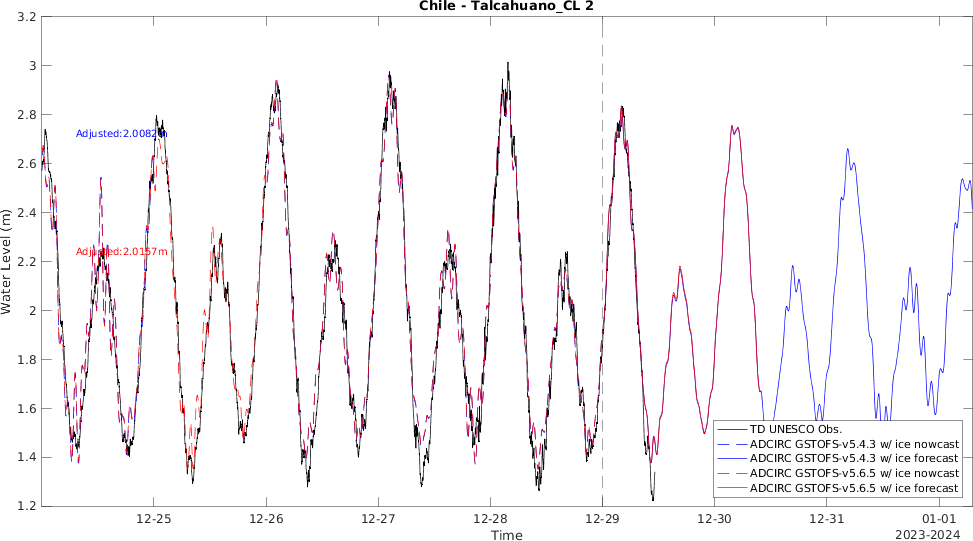 Chile - Talcahuano_CL 2
3.2
3
2.8
2.6
2.4
2.2
2
1.8
1.6
1.4
1.2
Water Level (m)
Adjusted:2.0082m
Adjusted:2.0157m
TD UNESCO Obs.
ADCIRC GSTOFS-v5.4.3 w/ ice nowcast
ADCIRC GSTOFS-v5.4.3 w/ ice forecast
ADCIRC GSTOFS-v5.6.5 w/ ice nowcast
ADCIRC GSTOFS-v5.6.5 w/ ice forecast
12-25 12-26 12-27 12-28 12-29 12-30 12-31 01-01
Time
2023-2024